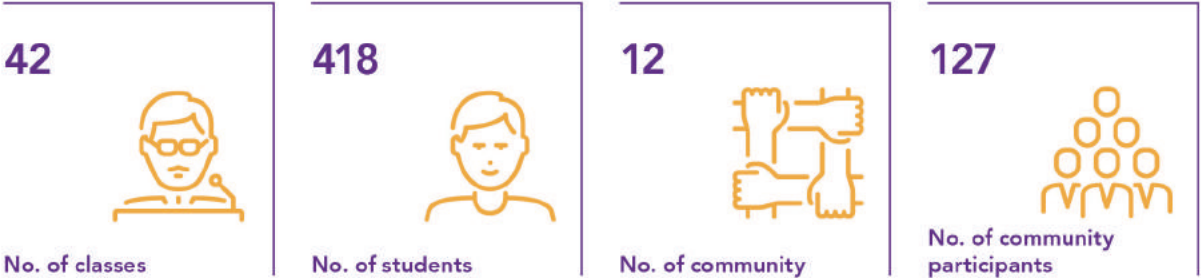 42
No. of classes
418
No. of students
12
No. of community
127
No. of community
participants